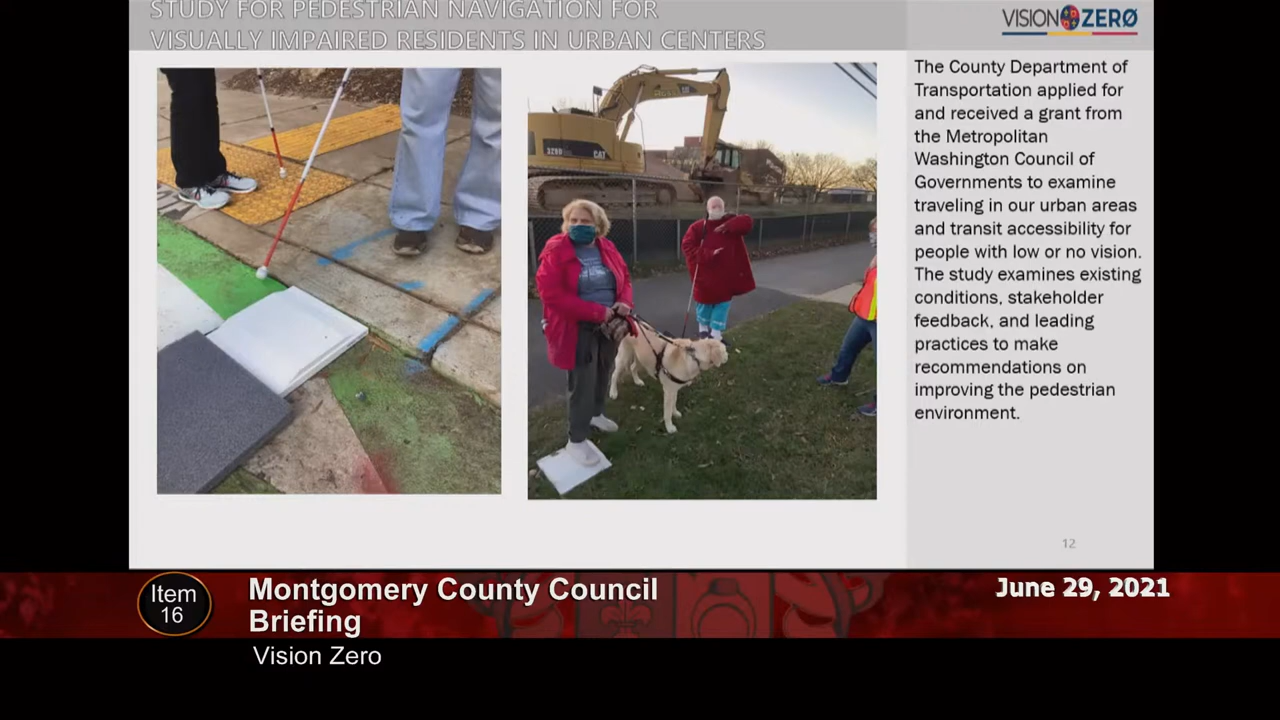 STUDY FOR PEDESTRIAN NAVIGATION FOR
VISUALLY IMPAIRED RESIDENTS IN URBAN CENTERS
VISION ZERO
The County Department of
Transportation applied for
and received a grant from
the Metropolitan
Washington Council of
Governments to examine
traveling in our urban areas
and transit accessibility for
people with low or no vision.
The study examines existing
conditions, stakeholder
feedback, and leading
practices to make
recommendations on
improving the pedestrian
environment.
CAT
12
Item
16
Montgomery County Council
Briefing
Vision Zero
June 29, 2021